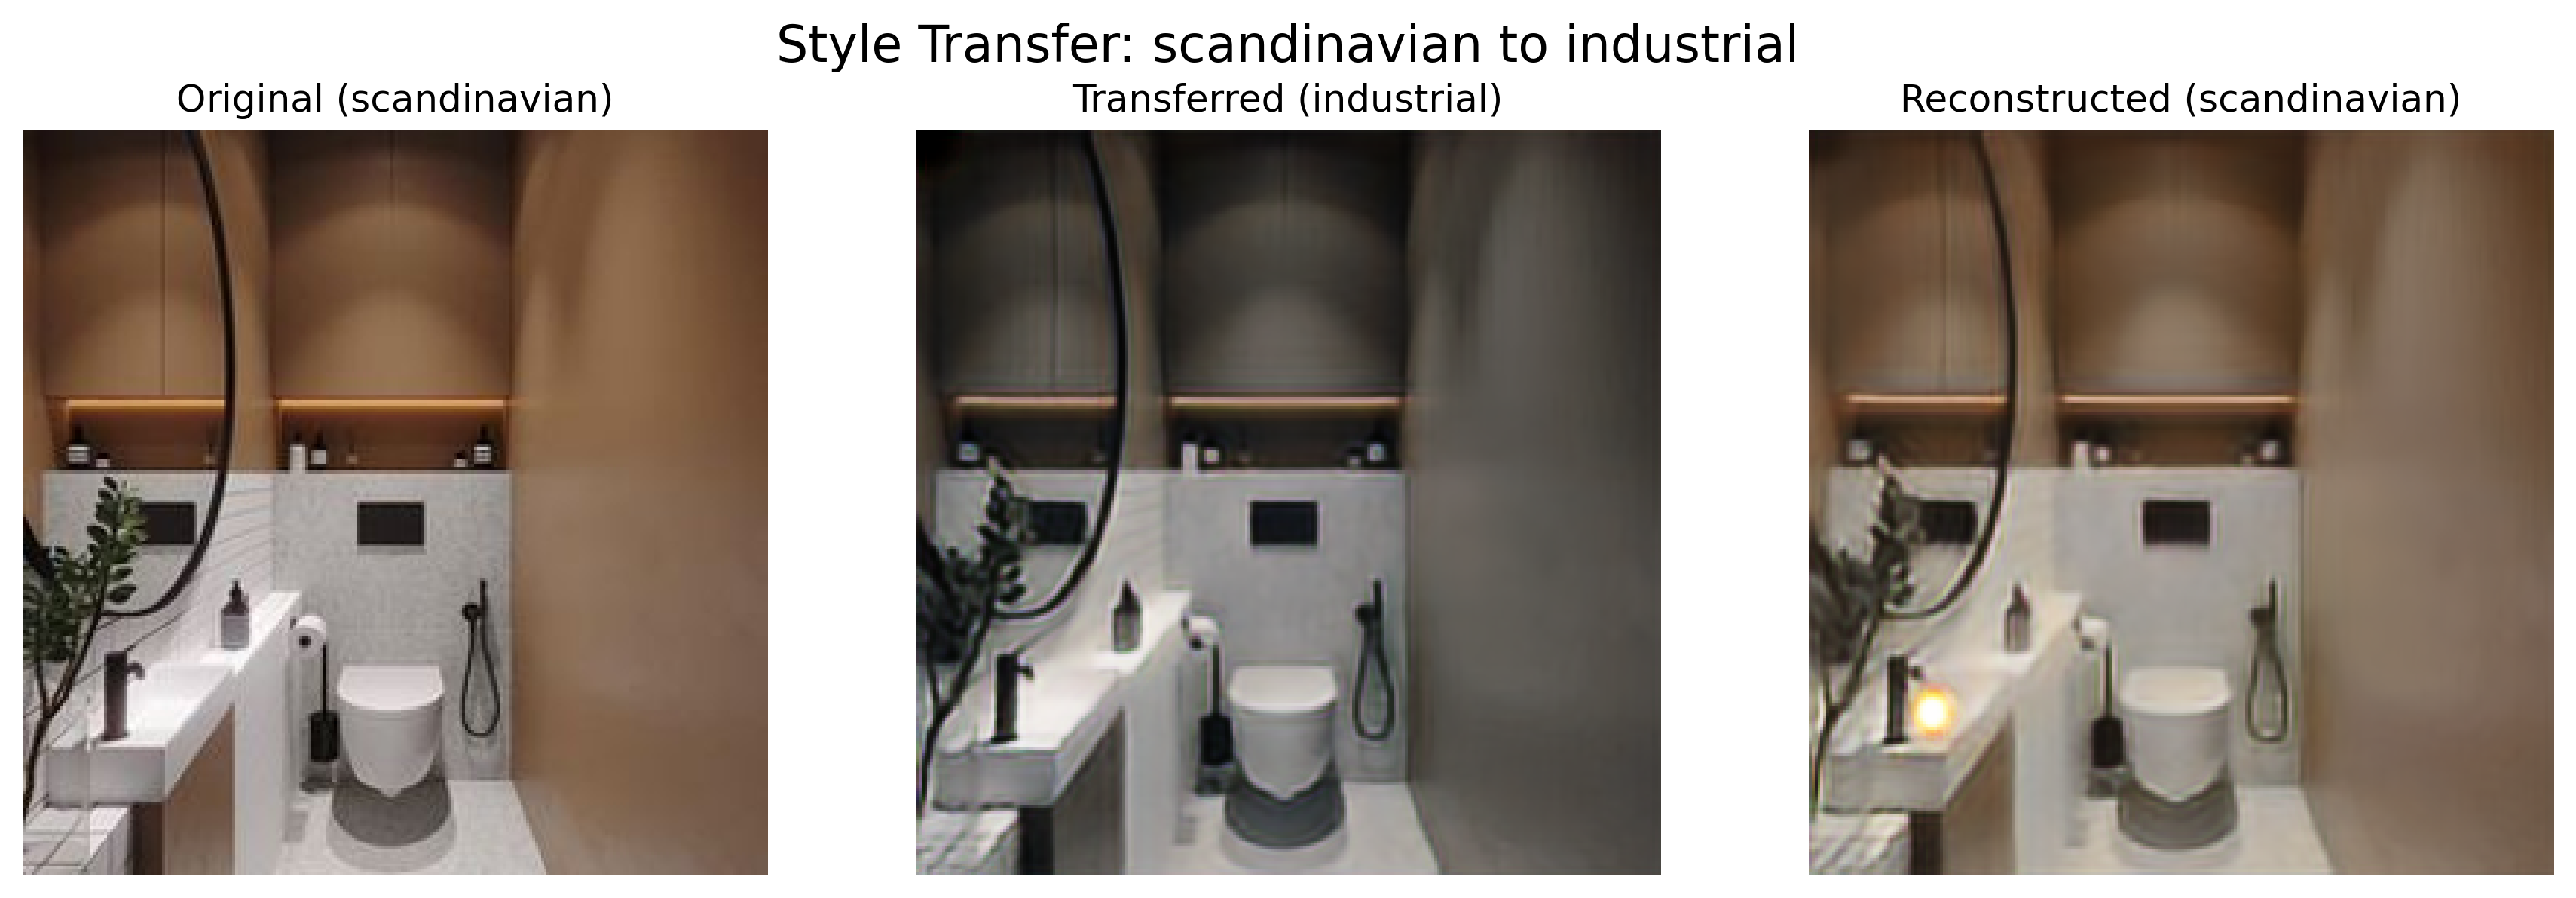 Style Transfer: scandinavian to industrial
Original (scandinavian)
Transferred (industrial)
Reconstructed (scandinavian)